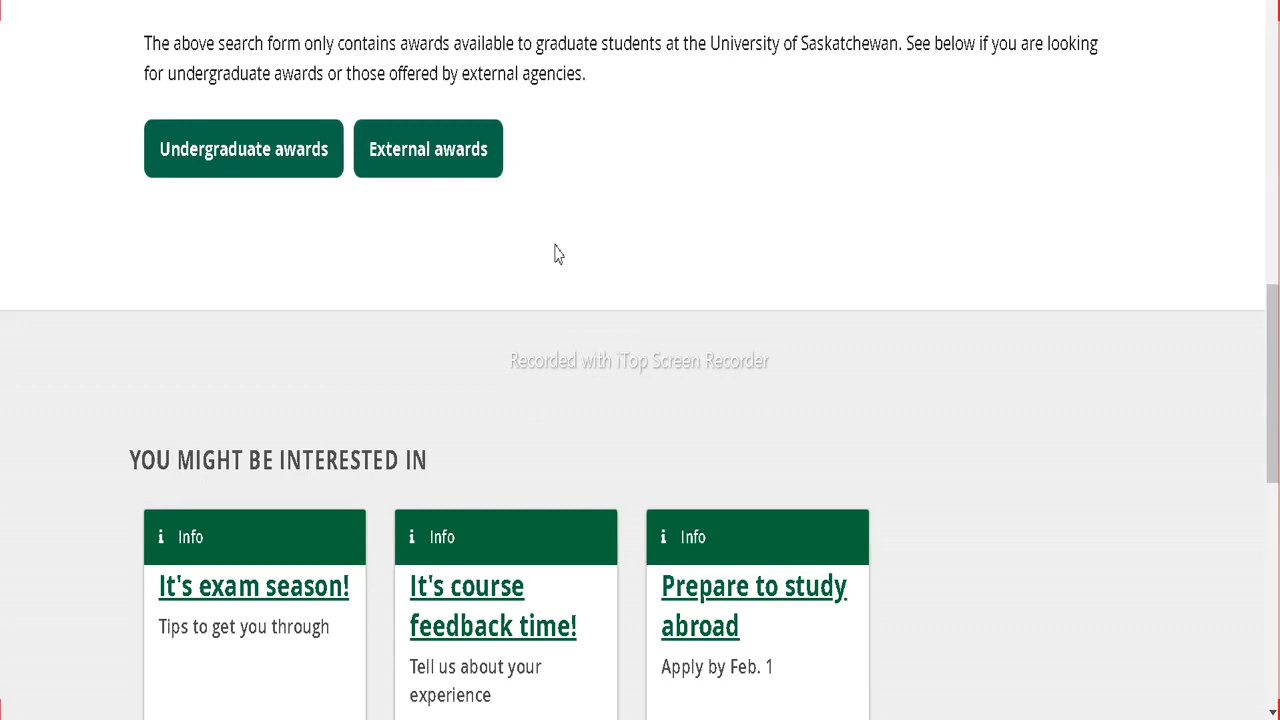 The above search form only contains awards available to graduate students at the University of Saskatchewan. See below if you are looking
for undergraduate awards or those offered by external agencies.
Undergraduate awards
External awards
Recorded with iTop Screen Recorder
YOU MIGHT BE INTERESTED IN
Info
It's exam season!
Tips to get you through
Info
It's course
feedback time!
Tell us about your
experience
Info
Prepare to study
abroad
Apply by Feb. 1